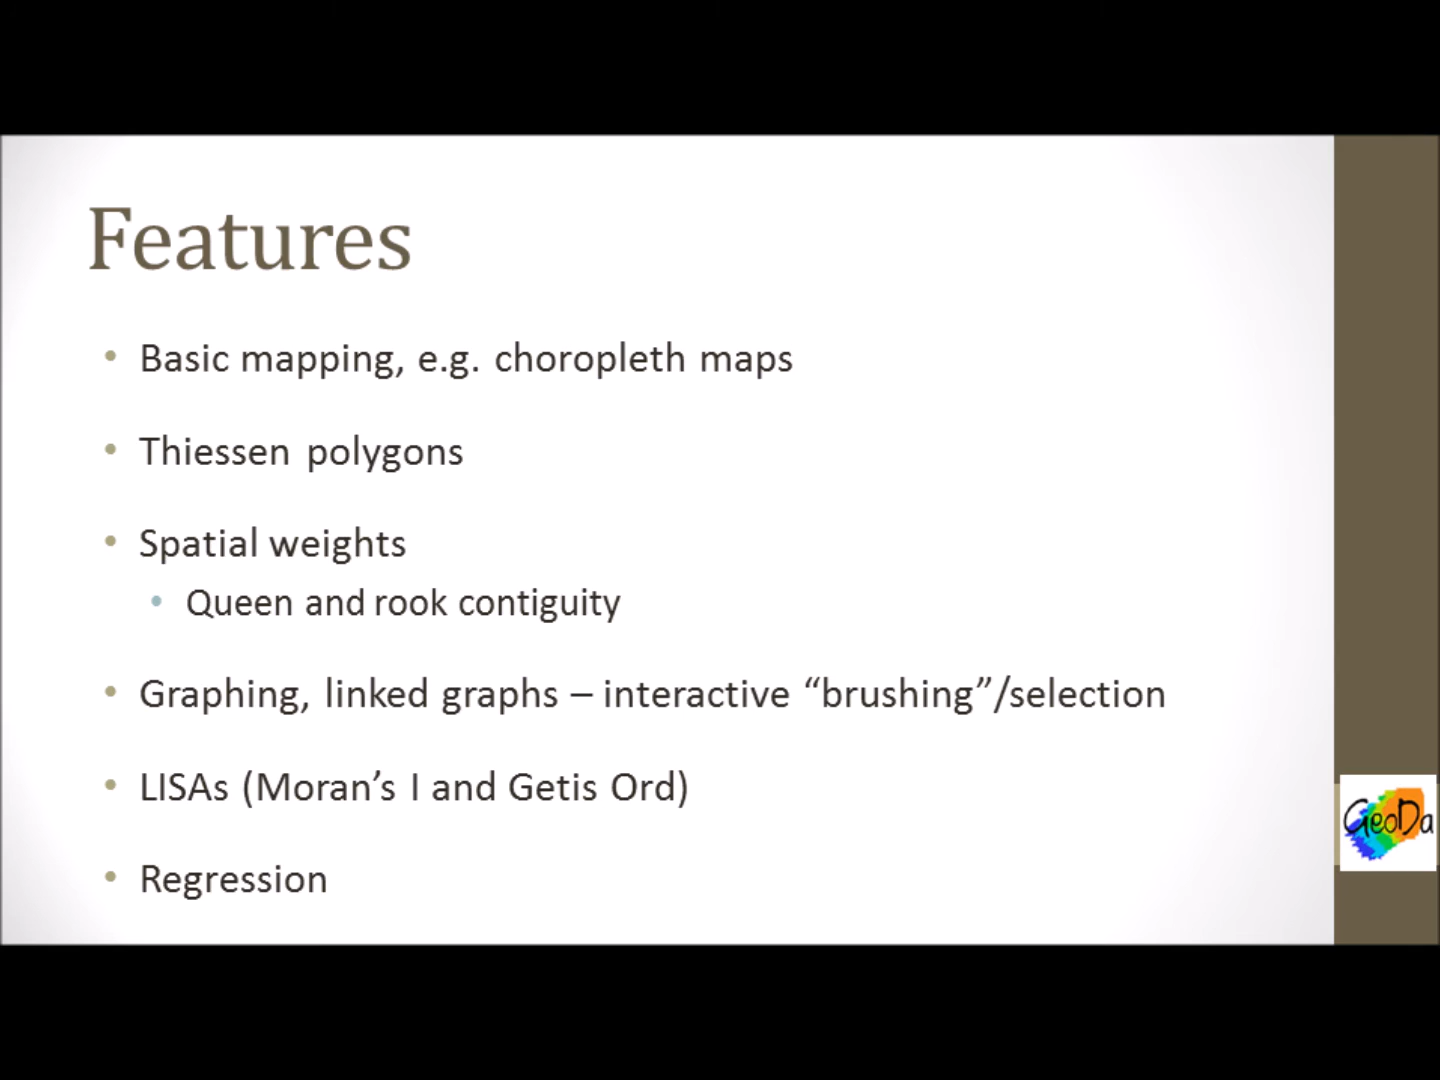 Features
• Basic mapping, e.g. choropleth maps
• Thiessen polygons
• Spatial weights
• Queen and rook contiguity
• Graphing, linked graphs – interactive “brushing”/selection
• LISAs (Moran’s I and Getis Ord)
• Regression
GeoDa